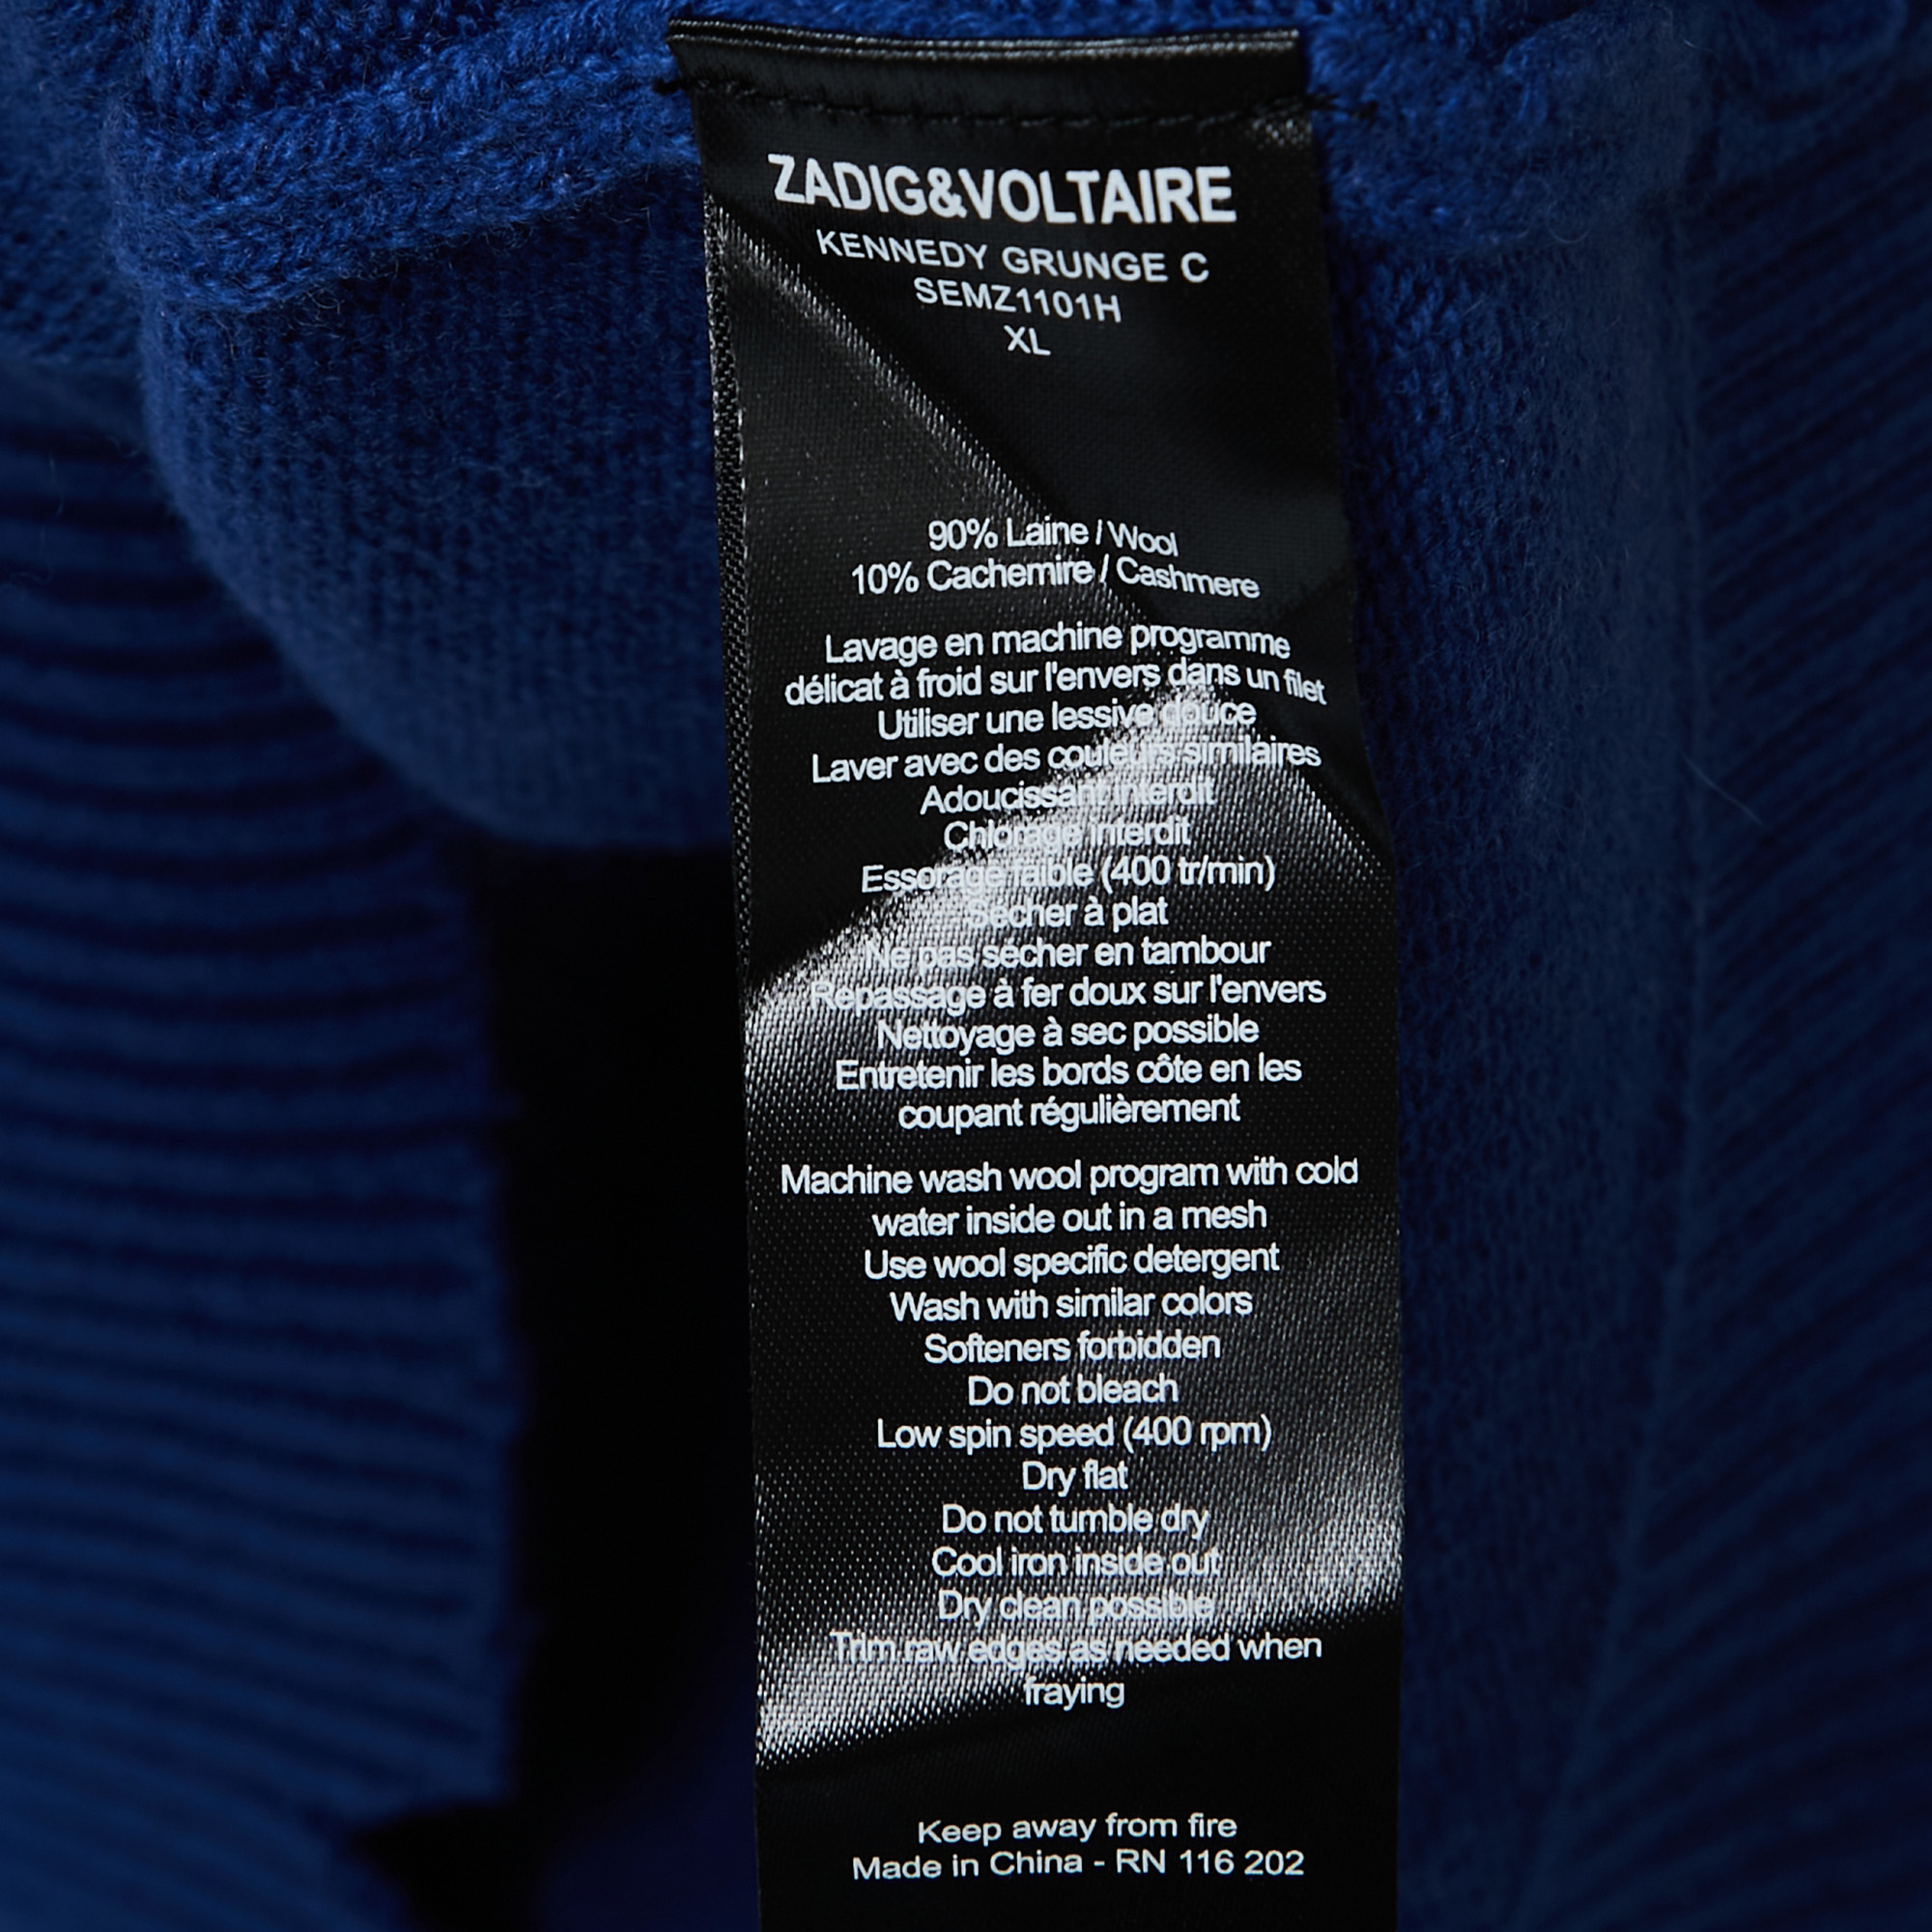 ZADIG&VOLTAIRE
KENNEDY GRUNGE C
SEMZ1101H
XL
90% Laine / Wool
10% Cachemire / Cashmere
Lavage en machine programme
délicat à froid sur l'envers dans un filet
Utiliser une lessive douce
Laver avec des couleurs similaires
Adoucissant interdit
Chlorage interdit
Essorage faible (400 tr/min)
Sécher à plat
Ne pas sécher en tambour
Repassage à fer doux sur l'envers
Nettoyage à sec possible
Entretenir les bords côte en les
coupant régulièrement
Machine wash wool program with cold
water inside out in a mesh
Use wool specific detergent
Wash with similar colors
Softeners forbidden
Do not bleach
Low spin speed (400 rpm)
Dry flat
Do not tumble dry
Cool iron inside out
Dry clean possible
Trim raw edges as needed when
fraying
Keep away from fire
Made in China - RN 116 202